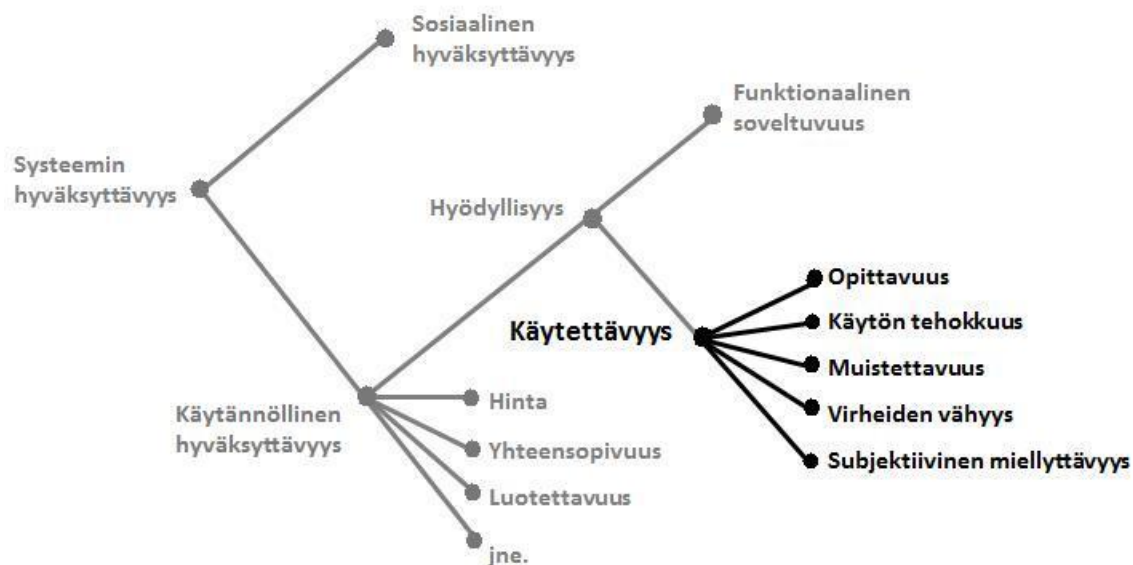 Sosiaalinen
hyväksyttävyys
Funktionaalinen
soveltuvuus
Systeemin
hyväksyttävyys
Hyödyllisyys
Opittavuus
Käytettävyys
Käytön tehokkuus
Muistettavuus
Virheiden vähyys
Subjektiivinen miellyttävyys
Käytännöllinen
hyväksyttävyys
Hinta
Yhteensopivuus
Luotettavuus
jne.